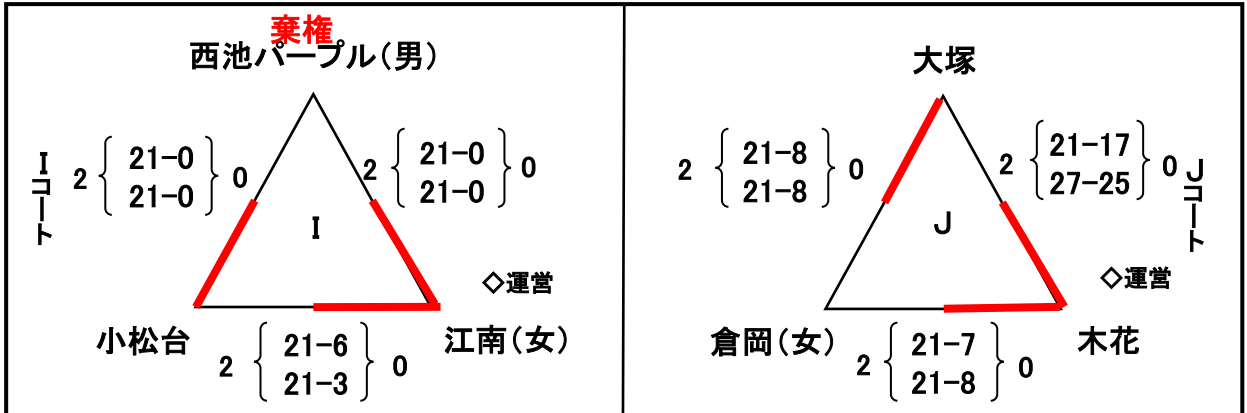 棄権
西池パープル（男）
Iコート
2 { 21-0 } 0
21-0
2 { 21-0 } 0
21-0
I
◇運営
小松台
江南（女）
2 { 21-6 } 0
21-3
大塚
2 { 21-8 } 0
21-8
2 { 21-17 } 0
27-25
Jコート
J
◇運営
倉岡（女）
木花
2 { 21-7 } 0
21-8